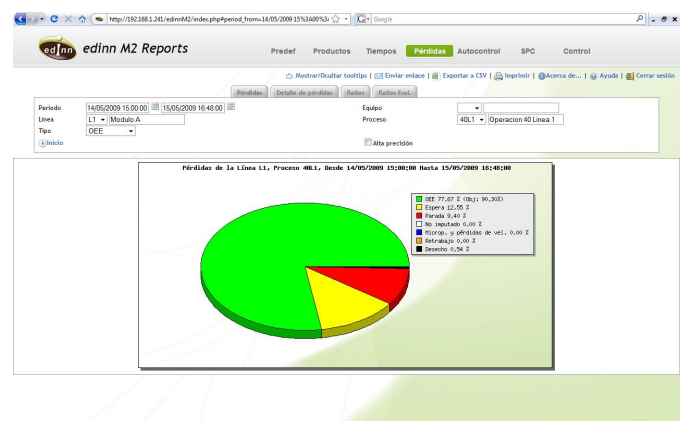 http://192.168.1.241/edinnM2/index.php#period_from=14/05/2009 15%3A00%3A
Google
edInn
edinn M2 Reports
Predef Productos Tiempos Pérdidas Autocontrol SPC Control
Mostrar/Ocultar tooltips | Enviar enlace | Exportar a CSV | Imprimir | Acerca de... | Ayuda | Cerrar sesión
Pérdidas Detalle de pérdidas Ratios Ratios Evol.
Periodo 14/05/2009 15:00:00 15/05/2009 16:48:00 Equipo
Línea L1 Modulo A Proceso 40L1 Operacion 40 Linea 1
Tipo OEE
Inicio Alta precisión
Pérdidas de la Línea L1, Proceso 40L1, Desde 14/05/2009 15:00:00 Hasta 15/05/2009 16:48:00
OEE 77,67 % (Obj: 90,30%)
Espera 12,55 %
Parada 9,40 %
No imputado 0,00 %
Microp. y pérdidas de vel. 0,00 %
Retrabajo 0,00 %
Desecho 0,54 %